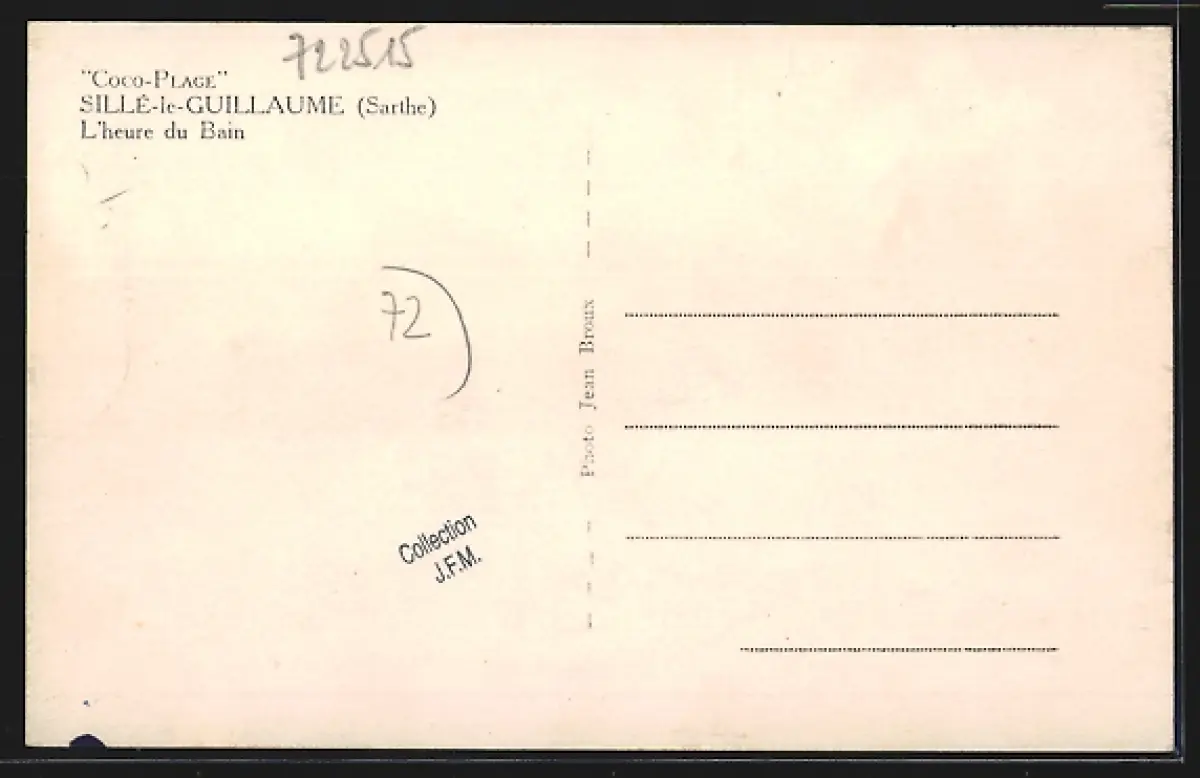 722515
"Coco-Plage"
SILLÉ-le-GUILLAUME (Sarthe)
L'heure du Bain
72
Photo Jean Broux
Collection
J.F.M.